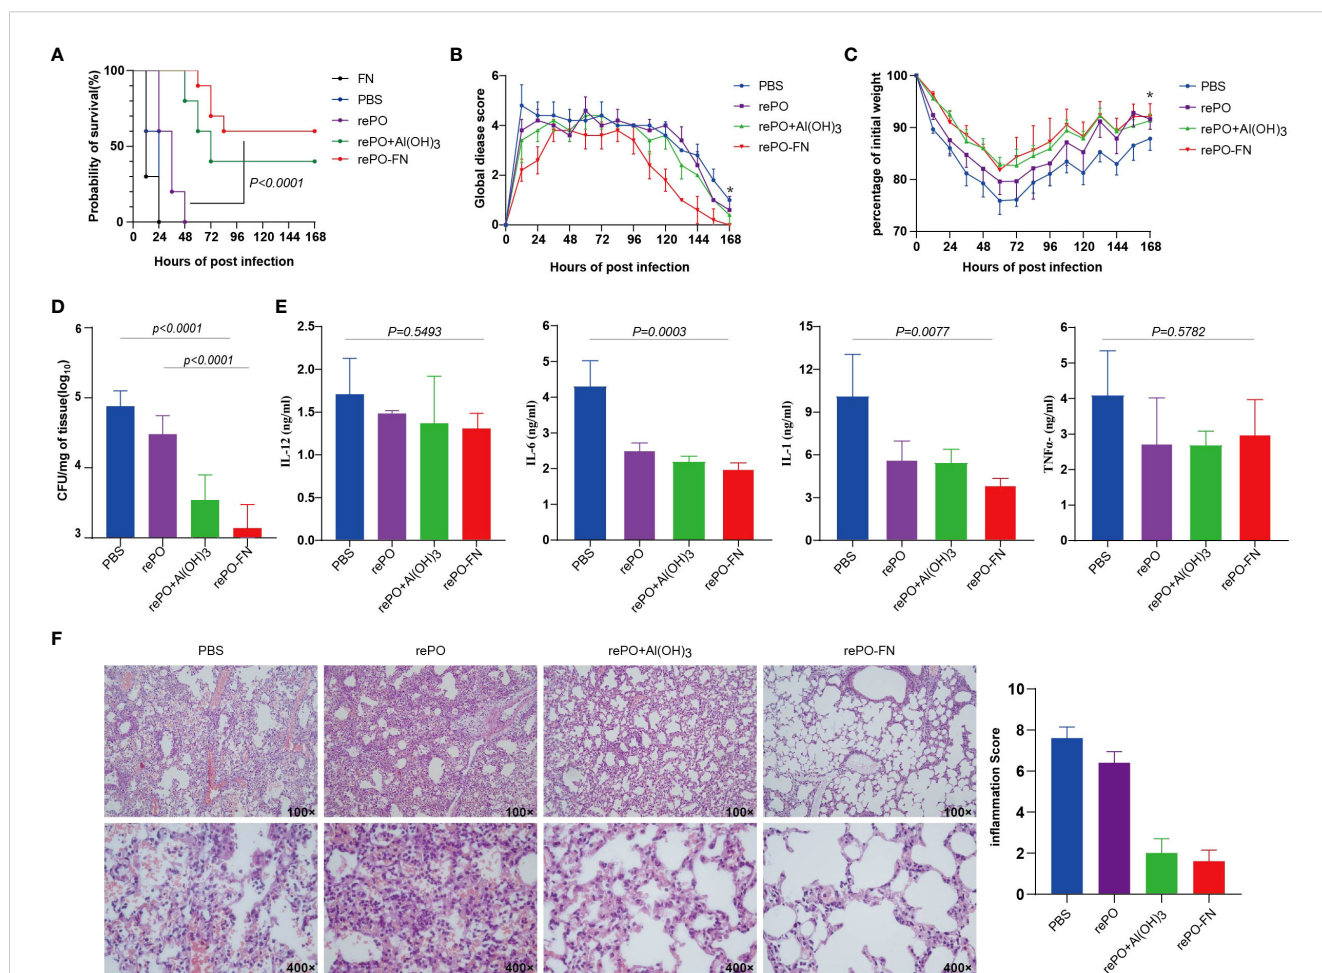 A
Probability of survival(%)
100
50
0
0 24 48 72 96 120 144 168
Hours of post infection
P<0.0001
FN
PBS
rePO
rePO+Al(OH)3
rePO-FN
B
Global diease score
6
4
2
0
0 24 48 72 96 120 144 168
Hours of post infection
*
PBS
rePO
rePO+Al(OH)3
rePO-FN
C
percentage of initial weight
100
90
80
70
0 24 48 72 96 120 144 168
Hours of post infection
*
PBS
rePO
rePO+Al(OH)3
rePO-FN
D
CFU/mg of tissue(log10)
6
5
4
3
p<0.0001
p<0.0001
PBS rePO rePO+Al(OH)3 rePO-FN
E
IL-12 (ng/ml)
2.5
2.0
1.5
1.0
0.5
0.0
P=0.5493
PBS rePO rePO+Al(OH)3 rePO-FN
IL-6 (ng/ml)
6
5
4
3
2
1
0
P=0.0003
PBS rePO rePO+Al(OH)3 rePO-FN
IL-1 (ng/ml)
15
12
9
6
3
0
P=0.0077
PBS rePO rePO+Al(OH)3 rePO-FN
TNFα- (ng/ml)
6
5
4
3
2
1
0
P=0.5782
PBS rePO rePO+Al(OH)3 rePO-FN
F
PBS rePO rePO+Al(OH)3 rePO-FN
100× 100× 100× 100×
400× 400× 400× 400×
inflammation Score
10
8
6
4
2
0
PBS rePO rePO+Al(OH)3 rePO-FN